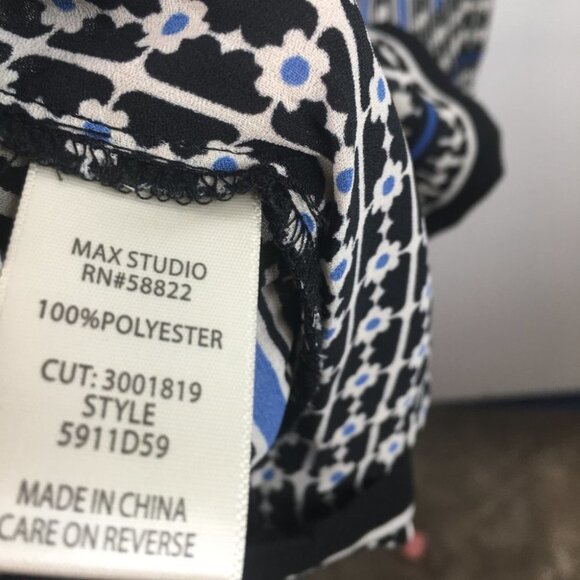 MAX STUDIO
RN#58822
100%POLYESTER
CUT: 3001819
STYLE
5911D59
MADE IN CHINA
CARE ON REVERSE